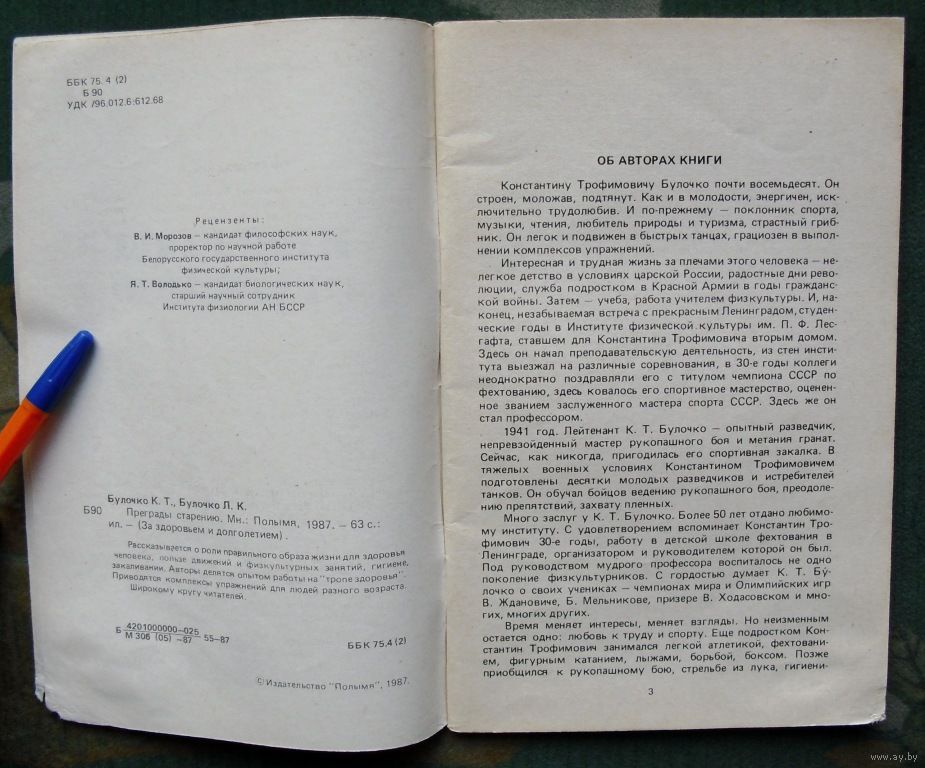 ББК 75.4 (2)
Б 90
УДК /96.012.6:612.68
Рецензенты:
В. И. Морозов — кандидат философских наук,
проректор по научной работе
Белорусского государственного института
физической культуры;
Я. Т. Володько — кандидат биологических наук,
старший научный сотрудник
Института физиологии АН БССР
Булочко К. Т., Булочко Л. К.
Б90 Преграды старению. Мн.: Полымя, 1987. — 63 с.:
ил. — (За здоровьем и долголетием).
Рассказывается о роли правильного образа жизни для здоровья
человека, пользе движений и физкультурных занятий, гигиене,
закаливании. Авторы делятся опытом работы на "тропе здоровья".
Приводятся комплексы упражнений для людей разного возраста.
Широкому кругу читателей.
Б 4201000000—025 55—87
М 306 (05) —87
ББК 75.4 (2)
© Издательство "Полымя", 1987.
ОБ АВТОРАХ КНИГИ
Константину Трофимовичу Булочко почти восемьдесят. Он
строен, моложав, подтянут. Как и в молодости, энергичен, иск-
лючительно трудолюбив. И по-прежнему — поклонник спорта,
музыки, чтения, любитель природы и туризма, страстный гриб-
ник. Он легок и подвижен в быстрых танцах, грациозен в выпол-
нении комплексов упражнений.
Интересная и трудная жизнь за плечами этого человека — не-
легкое детство в условиях царской России, радостные дни рево-
люции, служба подростком в Красной Армии в годы гражданс-
кой войны. Затем — учеба, работа учителем физкультуры. И, на-
конец, незабываемая встреча с прекрасным Ленинградом, студен-
ческие годы в Институте физической культуры им. П. Ф. Лес-
гафта, ставшем для Константина Трофимовича вторым домом.
Здесь он начал преподавательскую деятельность, из стен инсти-
тута выезжал на различные соревнования, в 30-е годы коллеги
неоднократно поздравляли его с титулом чемпиона СССР по
фехтованию, здесь ковалось его спортивное мастерство, оценен-
ное званием заслуженного мастера спорта СССР. Здесь же он
стал профессором.
1941 год. Лейтенант К. Т. Булочко — опытный разведчик,
непревзойденный мастер рукопашного боя и метания гранат.
Сейчас, как никогда, пригодилась его спортивная закалка. В
тяжелых военных условиях Константином Трофимовичем
подготовлены десятки молодых разведчиков и истребителей
танков. Он обучал бойцов ведению рукопашного боя, преодоле-
нию препятствий, захвату пленных.
Много заслуг у К. Т. Булочко. Более 50 лет отдано любимо-
му институту. С удовлетворением вспоминает Константин Тро-
фимович 30-е годы, работу в детской школе фехтования в
Ленинграде, организатором и руководителем которой он был.
Под руководством мудрого профессора воспиталось не одно
поколение физкультурников. С гордостью думает К. Т. Бу-
лочко о своих учениках — чемпионах мира и Олимпийских игр
В. Ждановиче, Б. Мельникове, призере В. Ходасовском и мно-
гих, многих других.
Время меняет интересы, меняет взгляды. Но неизменным
остается одно: любовь к труду и спорту. Еще подростком Кон-
стантин Трофимович занимался легкой атлетикой, фехтовани-
ем, фигурным катанием, лыжами, борьбой, боксом. Позже
приобщился к рукопашному бою, стрельбе из лука, гигиени-
3
www.ay.by